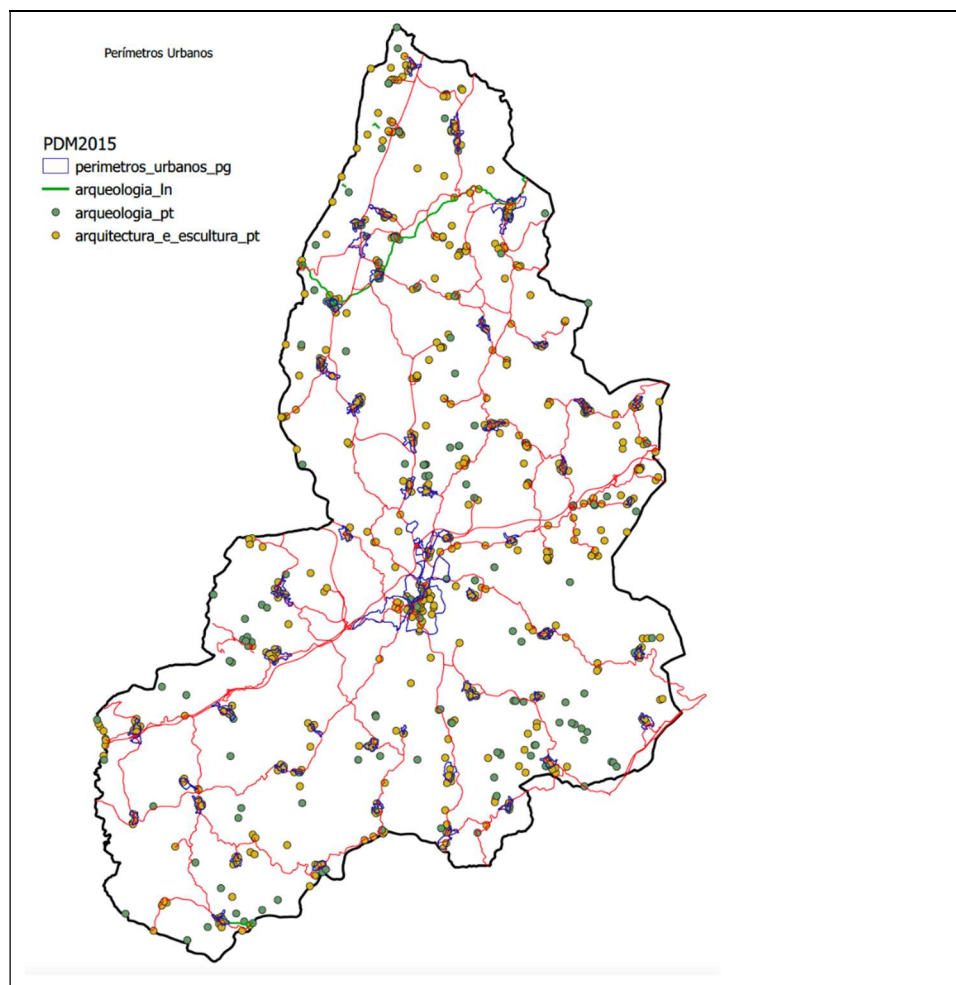 Perímetros Urbanos
PDM2015
perimetros_urbanos_pg
arqueologia_ln
arqueologia_pt
arquitectura_e_escultura_pt